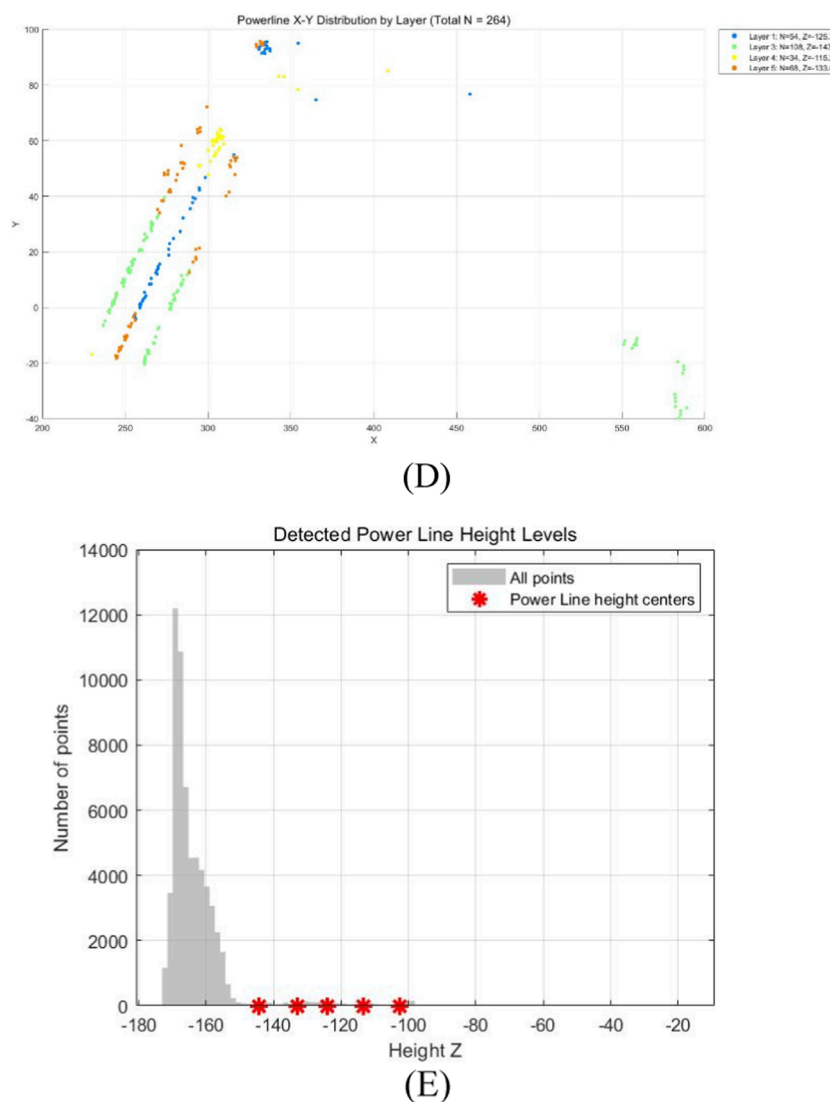 Powerline X-Y Distribution by Layer (Total N = 264)
Layer 1: N=54, Z=-125.
Layer 3: N=108, Z=-143
Layer 4: N=34, Z=-115.
Layer 5: N=68, Z=-133.
100
80
60
40
20
0
-20
-40
Y
200 250 300 350 400 450 500 550 600
X
(D)
Detected Power Line Height Levels
14000
12000
10000
8000
6000
4000
2000
0
Number of points
All points
Power Line height centers
-180 -160 -140 -120 -100 -80 -60 -40 -20
Height Z
(E)